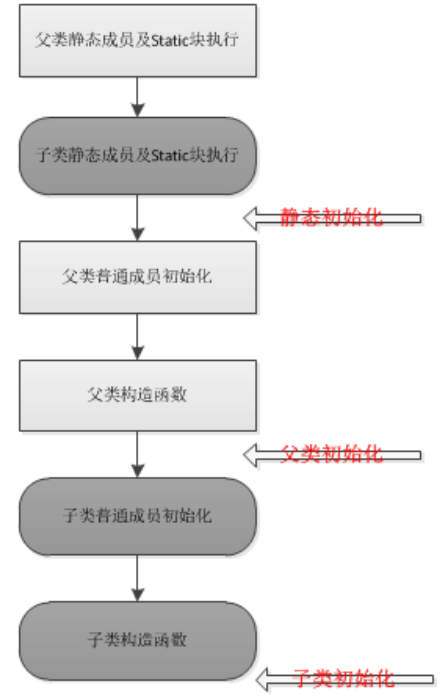 父类静态成员及Static块执行
子类静态成员及Static块执行
静态初始化
父类普通成员初始化
父类构造函数
父类初始化
子类普通成员初始化
子类构造函数
子类初始化